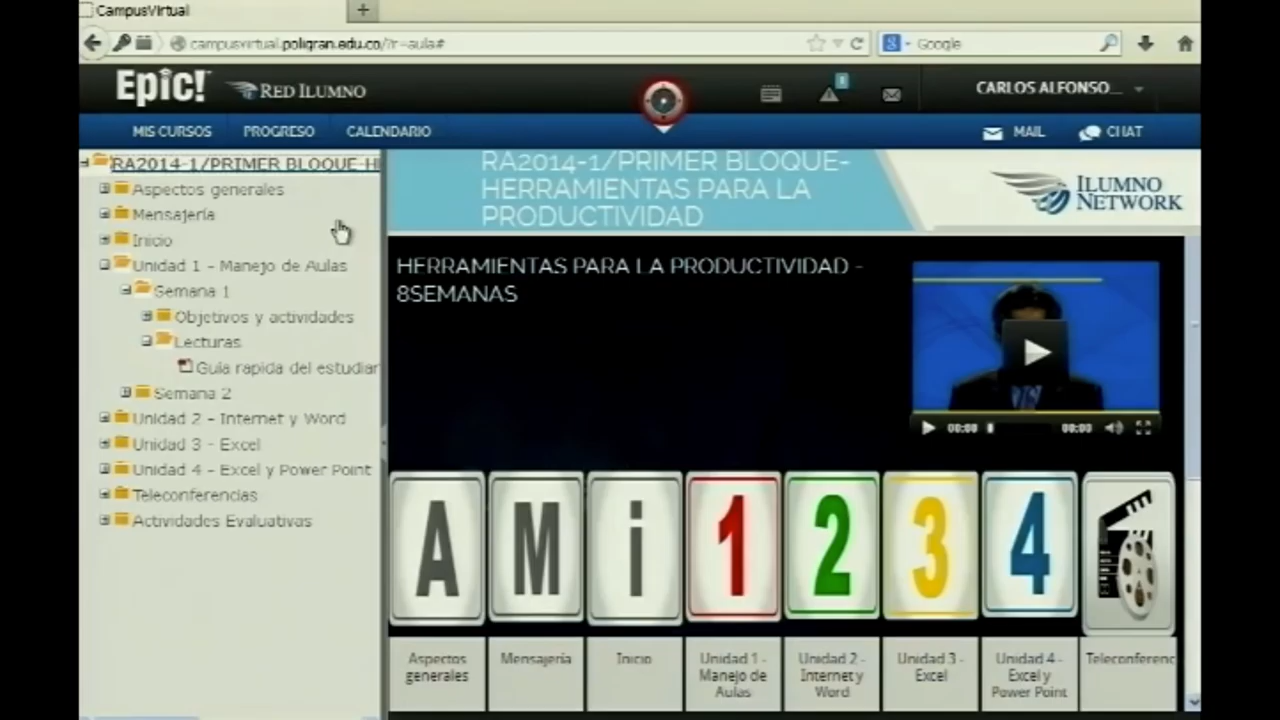 CampusVirtual
campusvirtual.poligran.edu.co/?r=aula#
Google
Epic!
RED ILUMNO
CARLOS ALFONSO...
MIS CURSOS
PROGRESO
CALENDARIO
MAIL
CHAT
RA2014-1/PRIMER BLOQUE-H
Aspectos generales
Mensajería
Inicio
Unidad 1 - Manejo de Aulas
Semana 1
Objetivos y actividades
Lecturas
Guia rapida del estudiar
Semana 2
Unidad 2 - Internet y Word
Unidad 3 - Excel
Unidad 4 - Excel y Power Point
Teleconferencias
Actividades Evaluativas
RA2014-1/PRIMER BLOQUE-
HERRAMIENTAS PARA LA
PRODUCTIVIDAD
ILUMNO
NETWORK
HERRAMIENTAS PARA LA PRODUCTIVIDAD -
8SEMANAS
00:00
00:00
A
M
i
1
2
3
4
Aspectos
generales
Mensajería
Inicio
Unidad 1 -
Manejo de
Aulas
Unidad 2 -
Internet y
Word
Unidad 3 -
Excel
Unidad 4 -
Excel y
Power Point
Teleconferenc